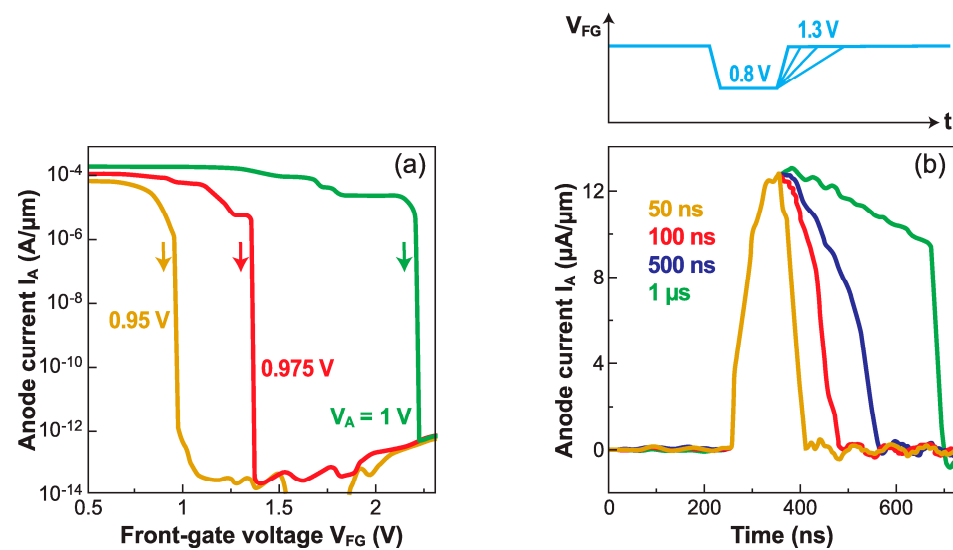 V_FG
1.3 V
0.8 V
t
(a)
Anode current I_A (A/µm)
10^-4
10^-6
10^-8
10^-10
10^-12
10^-14
0.95 V
0.975 V
V_A = 1 V
0.5
1
1.5
2
Front-gate voltage V_FG (V)
(b)
Anode current I_A (µA/µm)
12
8
4
0
50 ns
100 ns
500 ns
1 µs
0
200
400
600
Time (ns)